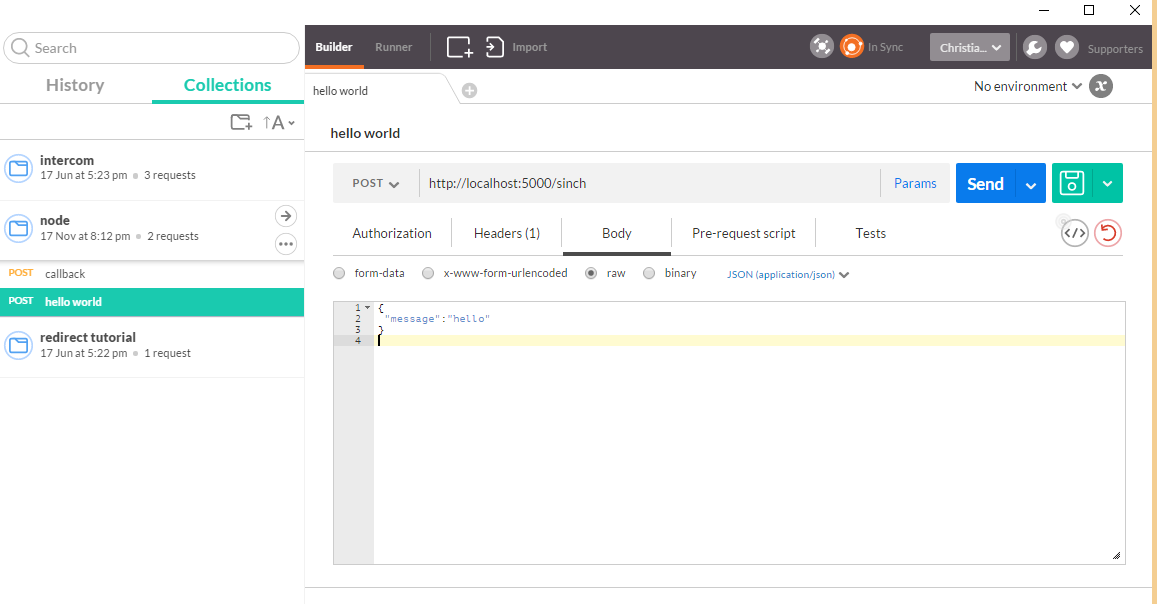 Search
Builder
Runner
Import
In Sync
Christia...
Supporters
History
Collections
hello world
No environment
x
A
hello world
intercom
17 Jun at 5:23 pm
3 requests
POST
http://localhost:5000/sinch
Params
Send
node
17 Nov at 8:12 pm
2 requests
Authorization
Headers (1)
Body
Pre-request script
Tests
POST callback
form-data
x-www-form-urlencoded
raw
binary
JSON (application/json)
POST hello world
1 {
2 "message":"hello"
3 }
4
redirect tutorial
17 Jun at 5:22 pm
1 request